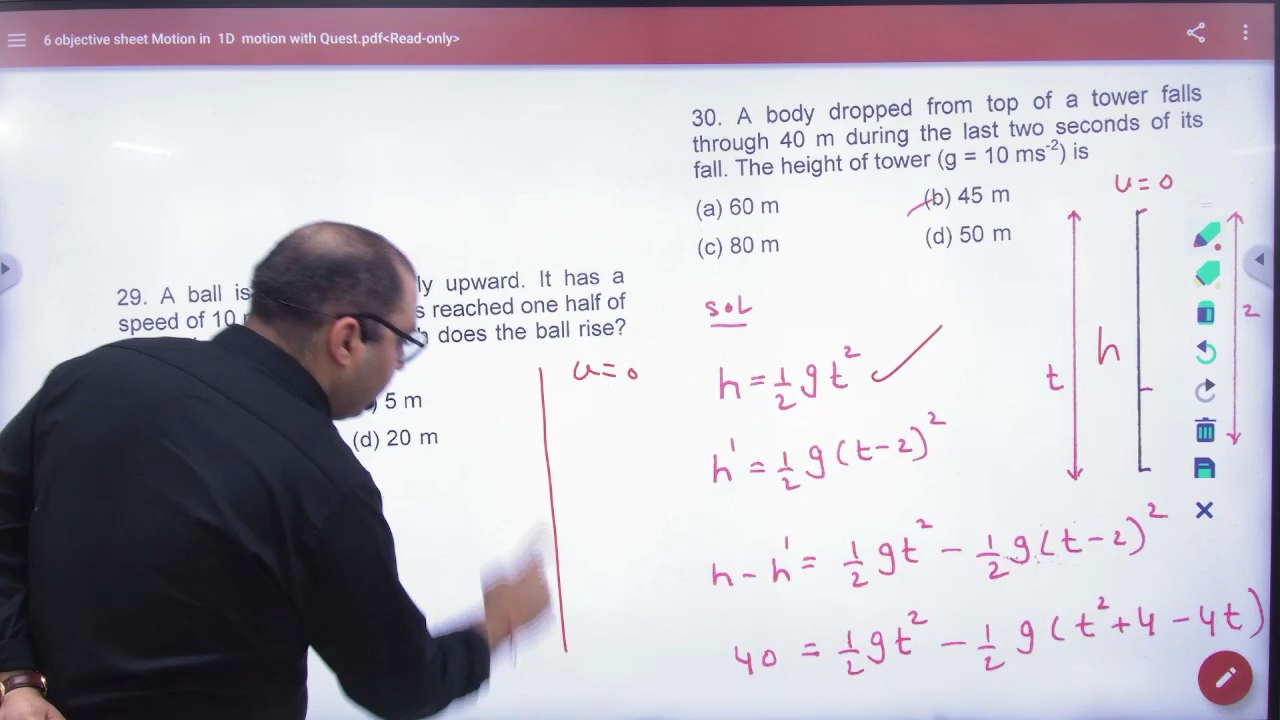 6 objective sheet Motion in 1D motion with Quest.pdf<Read-only>
29. A ball is ly upward. It has a
speed of 10 s reached one half of
does the ball rise?
5 m
(d) 20 m
u = 0
30. A body dropped from top of a tower falls
through 40 m during the last two seconds of its
fall. The height of tower (g = 10 ms⁻²) is
(a) 60 m (b) 45 m
(c) 80 m (d) 50 m
u = 0
t
h
2
SOL
h = 1/2 g t²
h' = 1/2 g (t-2)²
h - h' = 1/2 gt² - 1/2 g (t-2)²
40 = 1/2 gt² - 1/2 g (t² + 4 - 4t)